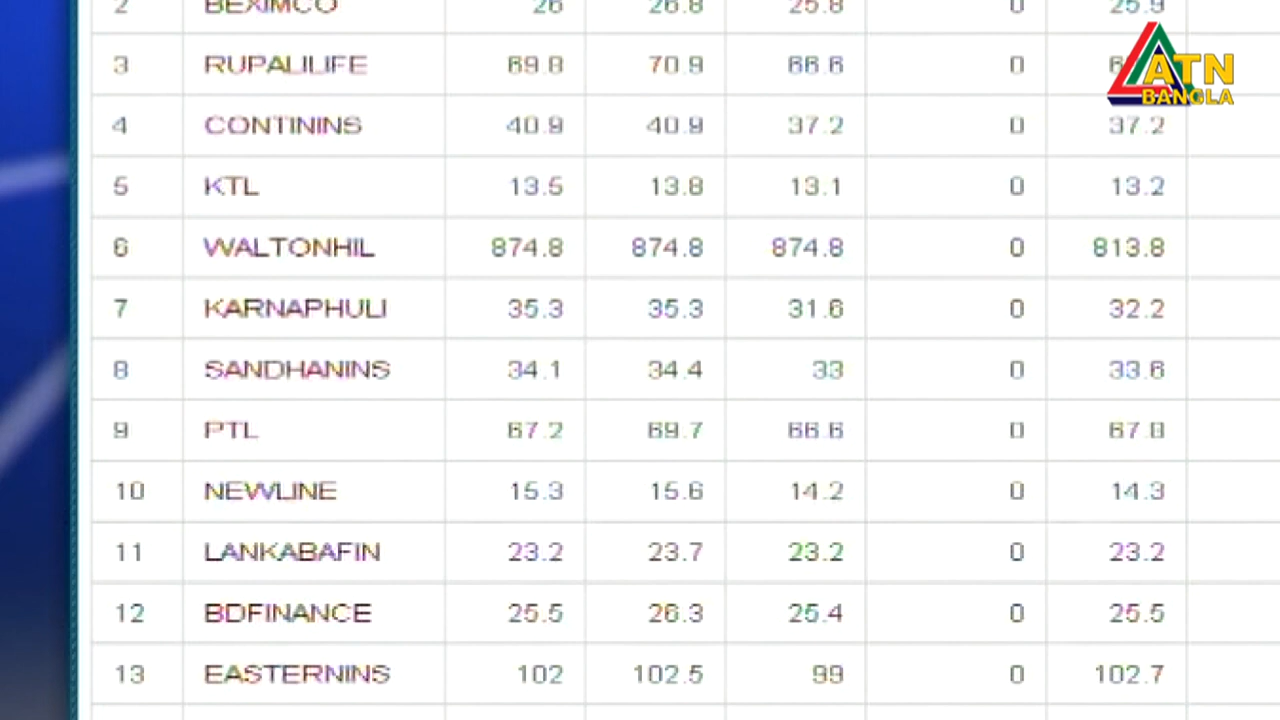 2 BEXIMCO 26 26.8 25.8 0 25.9
3 RUPALILIFE 69.8 70.9 66.6 0
4 CONTININS 40.9 40.9 37.2 0 37.2
5 KTL 13.5 13.8 13.1 0 13.2
6 WALTONHIL 874.8 874.8 874.8 0 813.8
7 KARNAPHULI 35.3 35.3 31.6 0 32.2
8 SANDHANINS 34.1 34.4 33 0 33.6
9 PTL 67.2 69.7 66.6 0 67.8
10 NEWLINE 15.3 15.6 14.2 0 14.3
11 LANKABAFIN 23.2 23.7 23.2 0 23.2
12 BDFINANCE 25.5 26.3 25.4 0 25.5
13 EASTERNINS 102 102.5 99 0 102.7
ATN
BANGLA